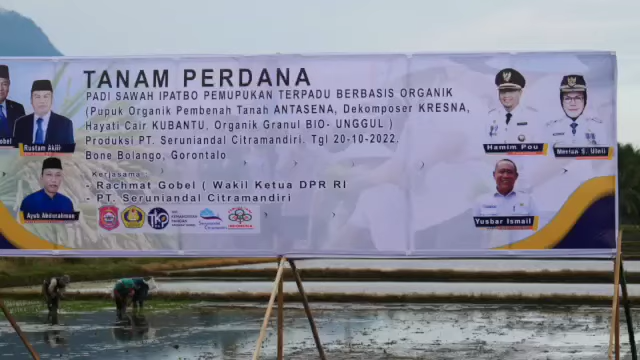 TANAM PERDANA
PADI SAWAH IPATBO PEMUPUKAN TERPADU BERBASIS ORGANIK
(Pupuk Organik Pembenah Tanah ANTASENA, Dekomposer KRESNA,
Hayati Cair KUBANTU, Organik Granul BIO- UNGGUL )
Produksi PT. Seruniandal Citramandiri. Tgl 20-10-2022.
Bone Bolango, Gorontalo
Kerjasama :
- Rachmat Gobel ( Wakil Ketua DPR RI
- PT. Seruniandal Citramandiri
Rustam Akili
Ayub Abdurrahman
TKP
Hamim Pou
Merlan S. Uloli
Yusbar Ismail